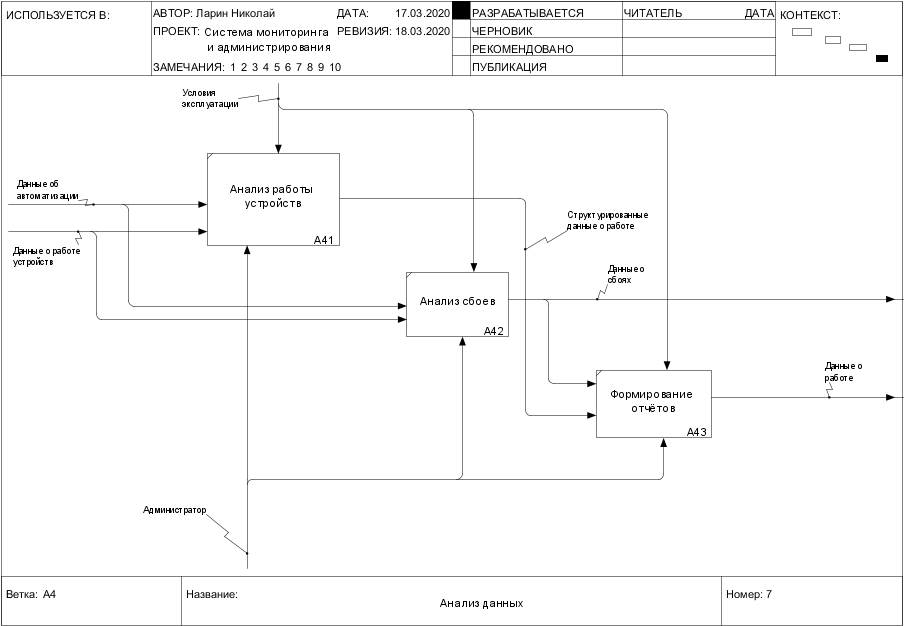 ИСПОЛЬЗУЕТСЯ В:
АВТОР: Ларин Николай
ДАТА: 17.03.2020
ПРОЕКТ: Система мониторинга
и администрирования
РЕВИЗИЯ: 18.03.2020
ЗАМЕЧАНИЯ: 1 2 3 4 5 6 7 8 9 10
РАЗРАБАТЫВАЕТСЯ
ЧЕРНОВИК
РЕКОМЕНДОВАНО
ПУБЛИКАЦИЯ
ЧИТАТЕЛЬ
ДАТА
КОНТЕКСТ:
Условия
эксплуатации
Данные об
автоматизации
Анализ работы
устройств
A41
Данные о работе
устройств
Структурированные
данные о работе
Анализ сбоев
A42
Данные о
сбоях
Формирование
отчётов
A43
Данные о
работе
Администратор
Ветка: A4
Название:
Анализ данных
Номер: 7